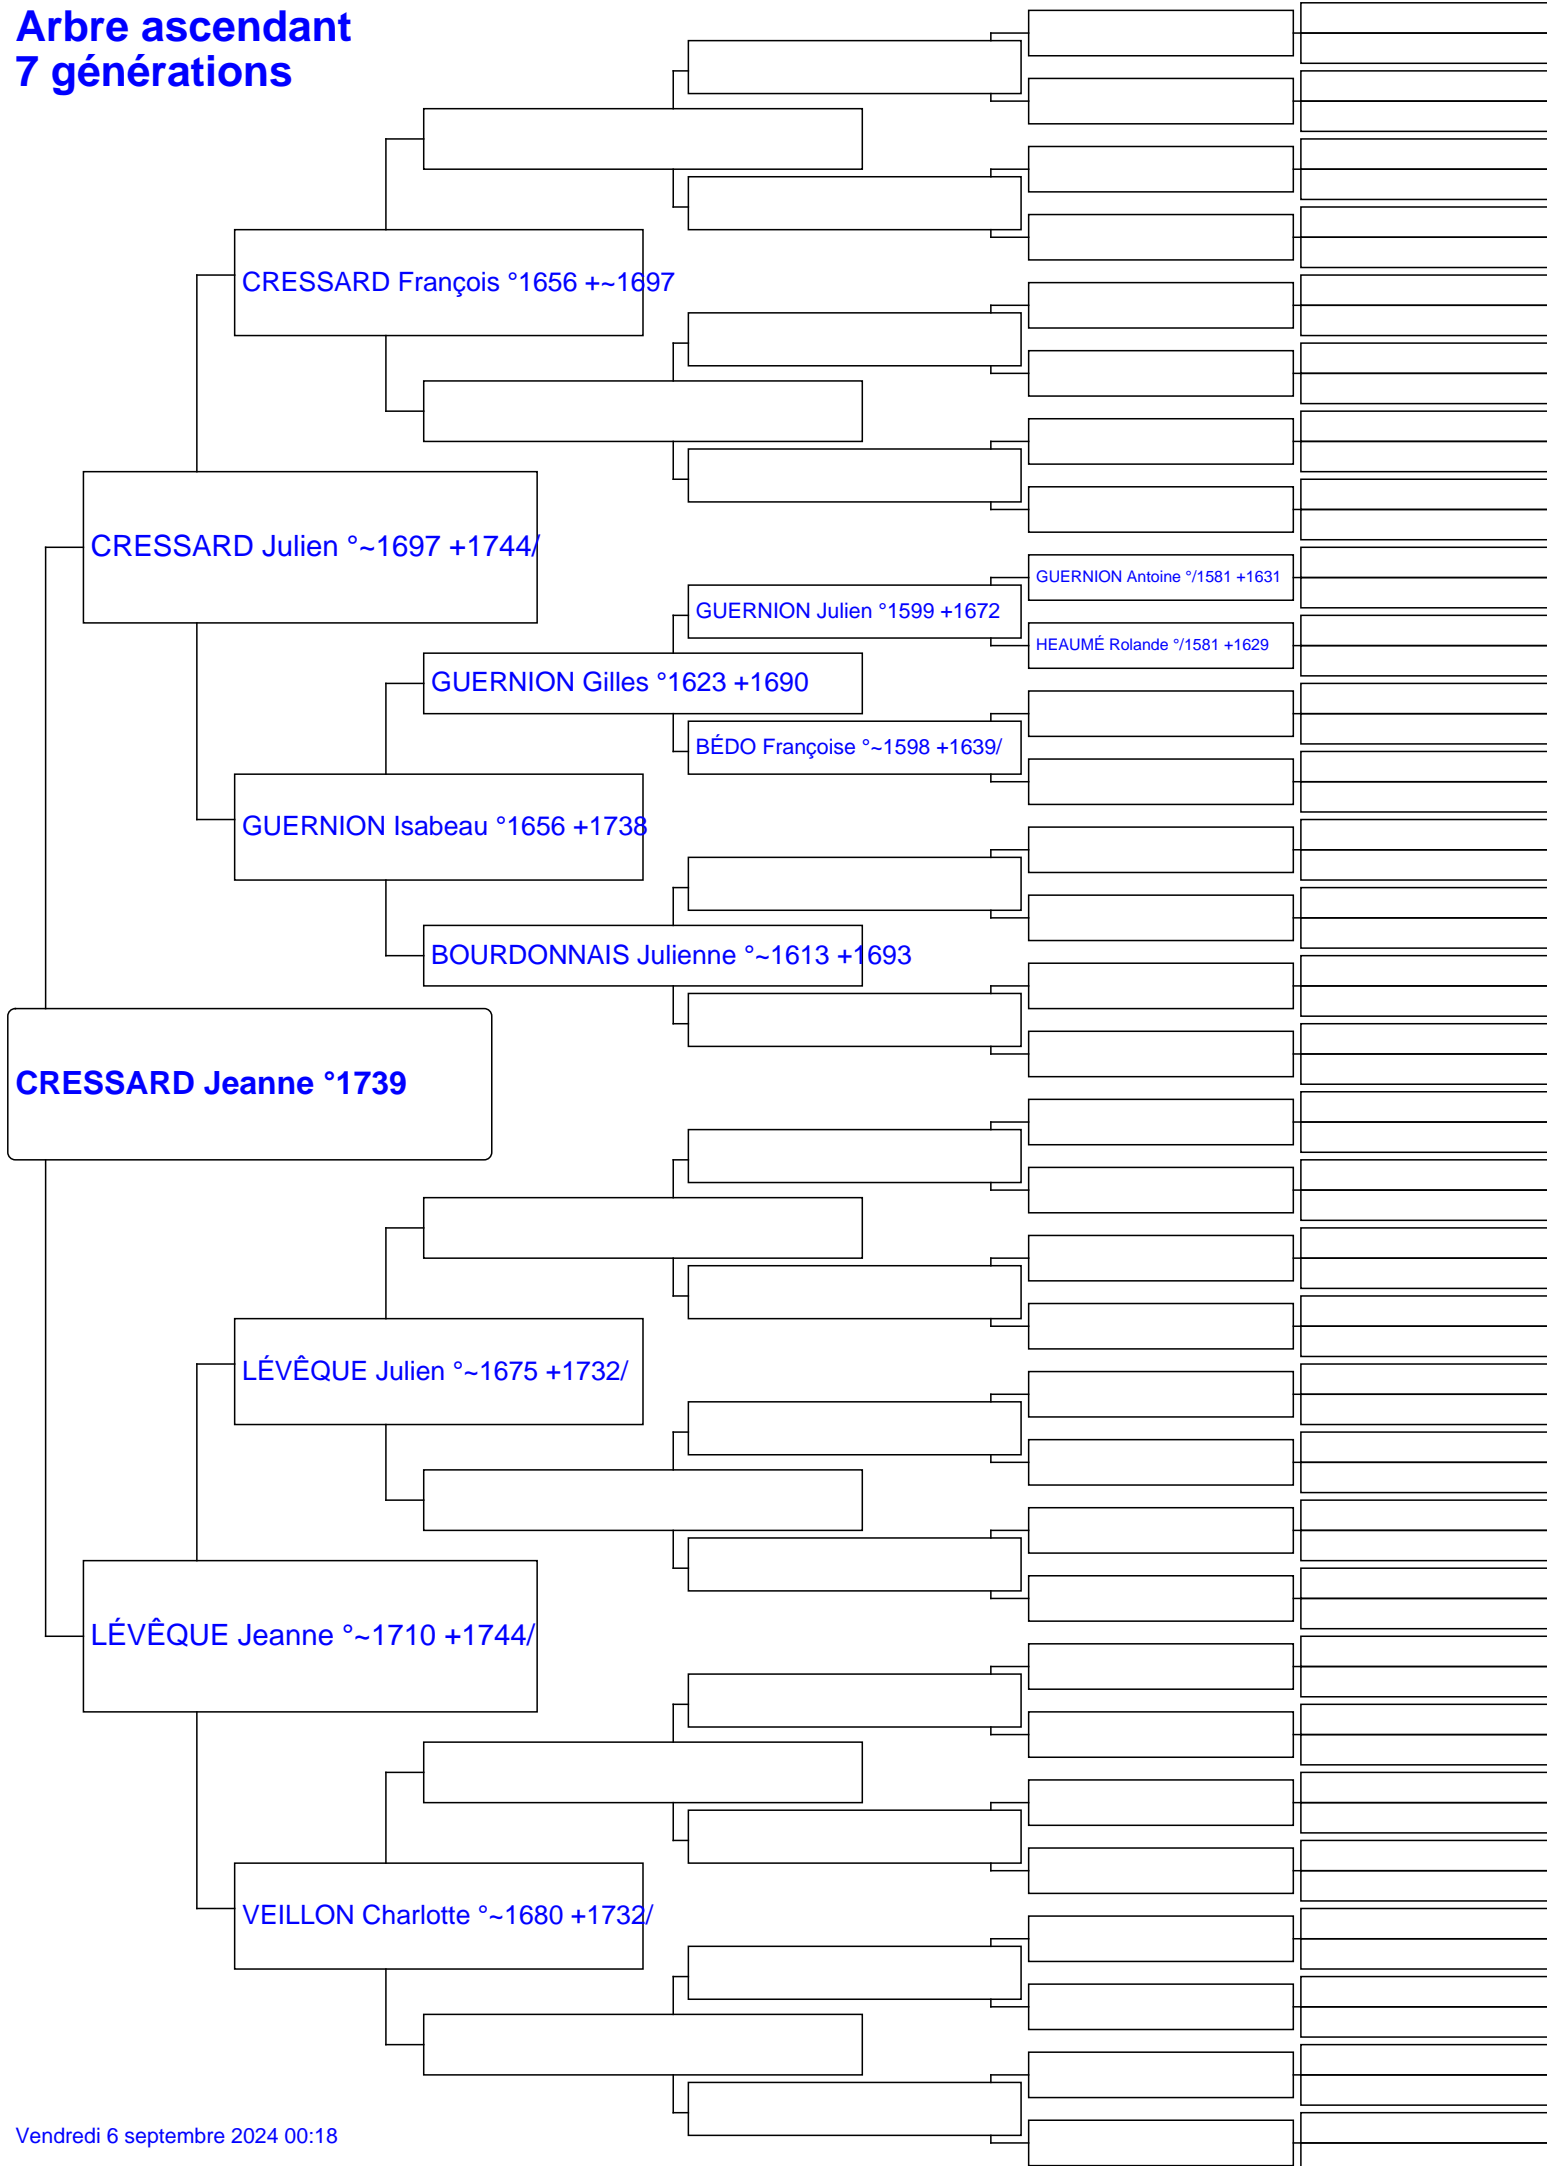 Arbre ascendant
7 générations
CRESSARD François °1656 +~1697
CRESSARD Julien °~1697 +1744/
GUERNION Antoine °/1581 +1631
GUERNION Julien °1599 +1672
HEAUMÉ Rolande °/1581 +1629
GUERNION Gilles °1623 +1690
BÉDO Françoise °~1598 +1639/
GUERNION Isabeau °1656 +1738
BOURDONNAIS Julienne °~1613 +1693
CRESSARD Jeanne °1739
LÉVÊQUE Julien °~1675 +1732/
LÉVÊQUE Jeanne °~1710 +1744/
VEILLON Charlotte °~1680 +1732/
Vendredi 6 septembre 2024 00:18